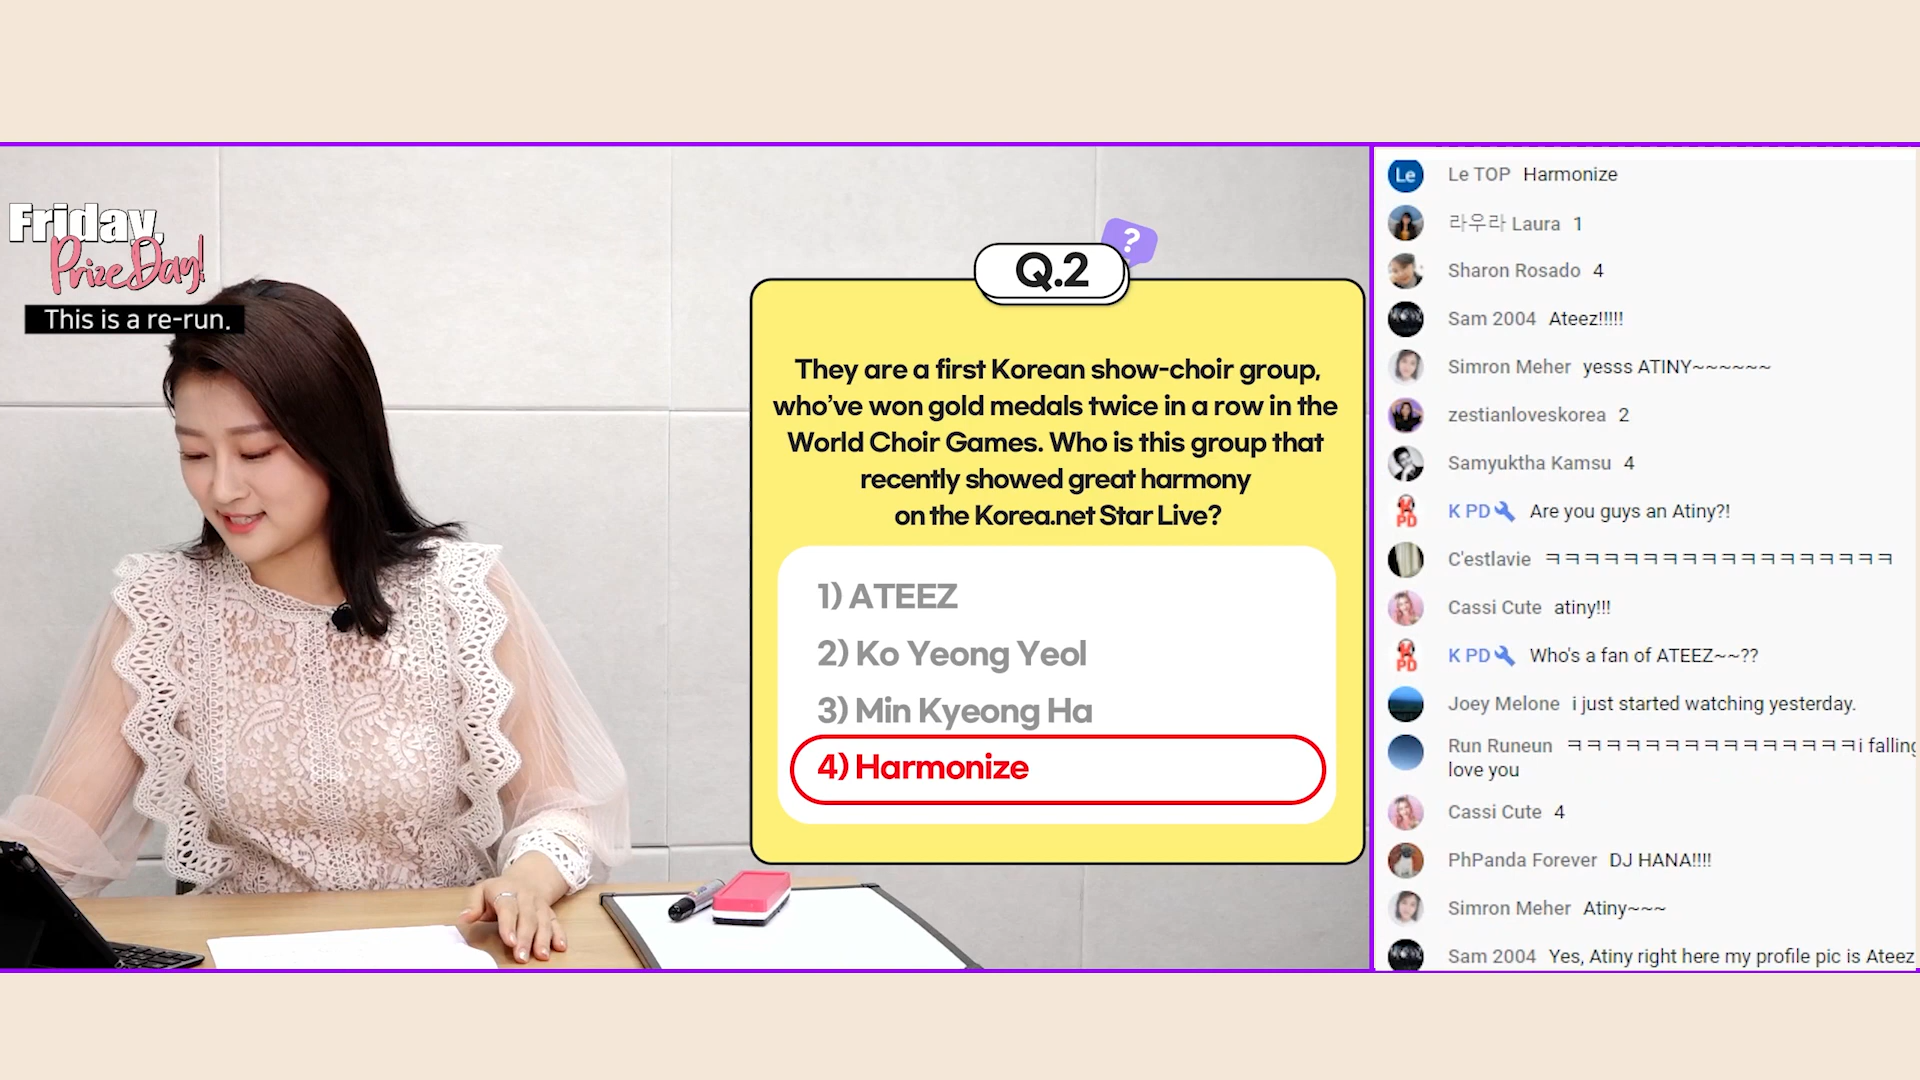 Friday,
Prize Day!
This is a re-run.
?
Q.2
They are a first Korean show-choir group,
who’ve won gold medals twice in a row in the
World Choir Games. Who is this group that
recently showed great harmony
on the Korea.net Star Live?
1) ATEEZ
2) Ko Yeong Yeol
3) Min Kyeong Ha
4) Harmonize
Le Le TOP Harmonize
라우라 Laura 1
Sharon Rosado 4
Sam 2004 Ateez!!!!!
Simron Meher yesss ATINY~~~~~~
zestianloveskorea 2
Samyuktha Kamsu 4
K PD K PD Are you guys an Atiny?!
C'estlavie ㅋㅋㅋㅋㅋㅋㅋㅋㅋㅋㅋㅋㅋㅋㅋㅋㅋㅋ
Cassi Cute atiny!!!
K PD K PD Who's a fan of ATEEZ~~??
Joey Melone i just started watching yesterday.
Run Runeun ㅋㅋㅋㅋㅋㅋㅋㅋㅋㅋㅋㅋㅋㅋㅋi falling
love you
Cassi Cute 4
PhPanda Forever DJ HANA!!!!
Simron Meher Atiny~~~
Sam 2004 Yes, Atiny right here my profile pic is Ateez